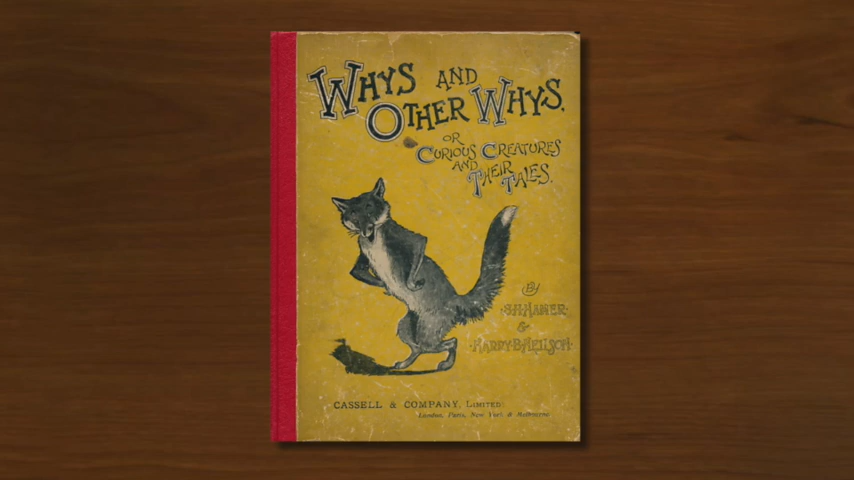 WHYS AND
OTHER WHYS.
OR
CURIOUS CREATURES
AND
THEIR
TALES.
BY
S.H.HAMER
&
HARRY.B.NEILSON.
CASSELL & COMPANY, LIMITED:
London, Paris, New York & Melbourne